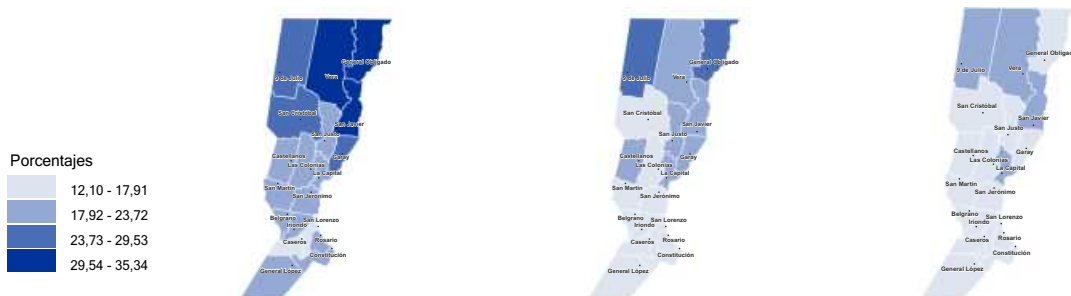 Porcentajes
12,10 - 17,91
17,92 - 23,72
23,73 - 29,53
29,54 - 35,34
General Obligado
9 de Julio
Vera
San Cristóbal
San Javier
San Justo
Castellanos
Garay
Las Colonias
La Capital
San Martín
San Jerónimo
Belgrano
San Lorenzo
Iriondo
Caseros
Rosario
Constitución
General López
General Obligado
9 de Julio
Vera
San Cristóbal
San Javier
San Justo
Castellanos
Garay
Las Colonias
La Capital
San Martín
San Jerónimo
Belgrano
San Lorenzo
Iriondo
Caseros
Rosario
Constitución
General López
General Obligad
9 de Julio
Vera
San Cristóbal
San Javier
San Justo
Castellanos
Garay
Las Colonias
La Capital
San Martín
San Jerónimo
Belgrano
San Lorenzo
Iriondo
Caseros
Rosario
Constitución
General López